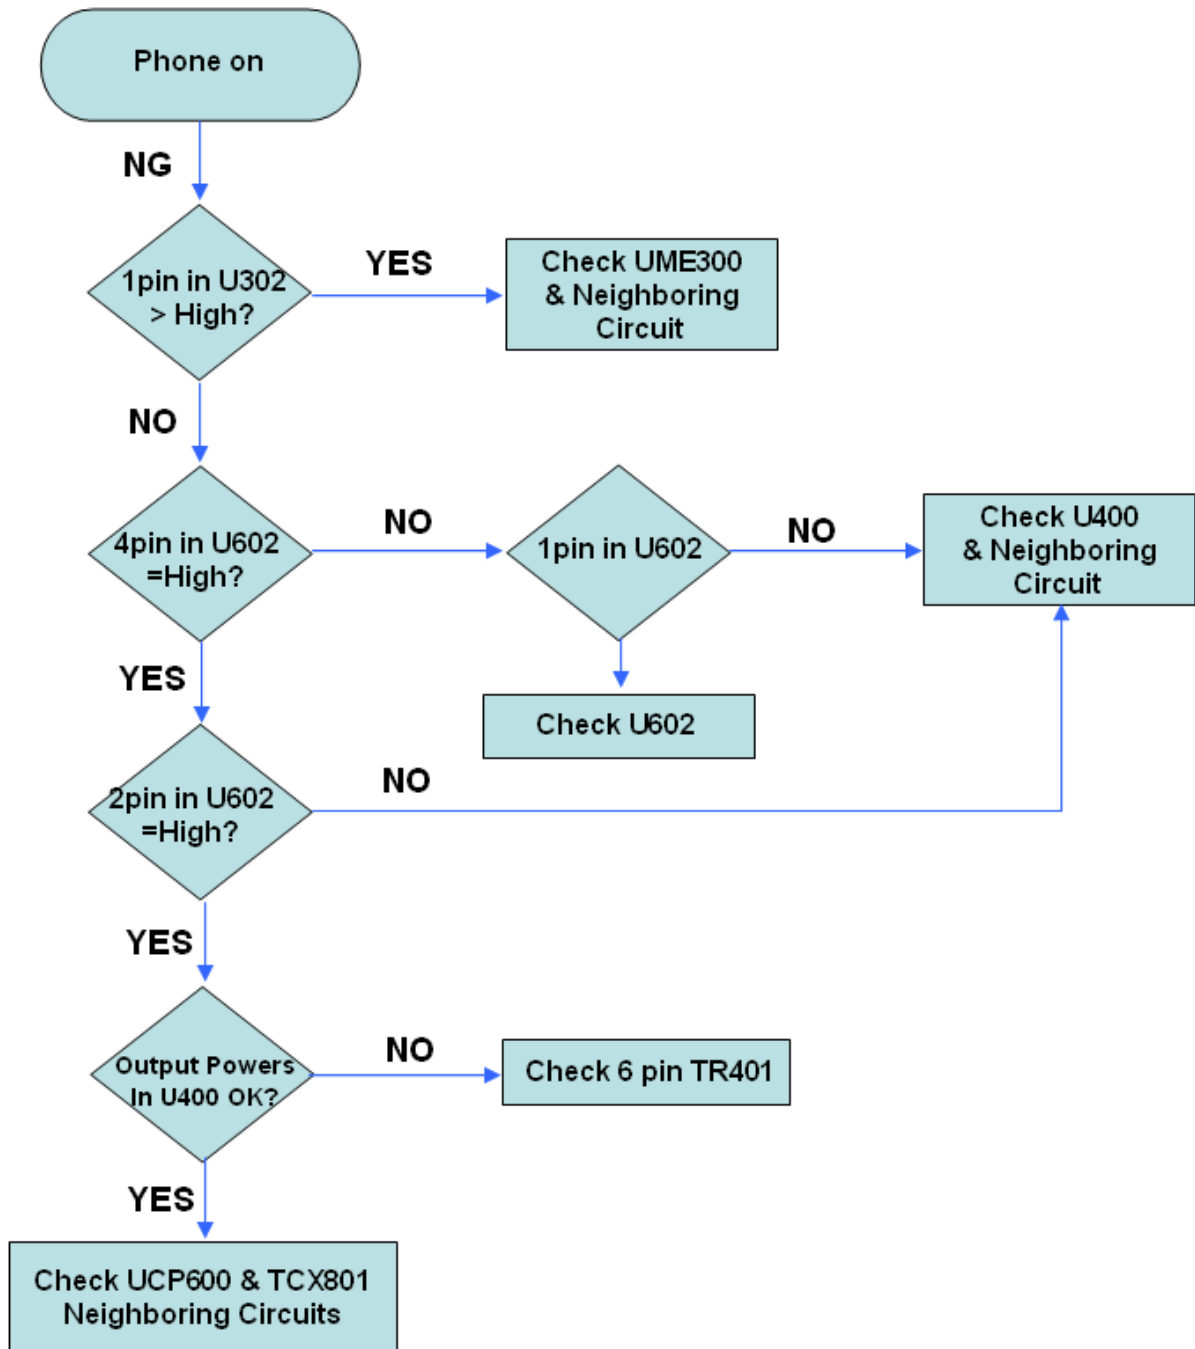 Phone on
NG
1pin in U302
> High?
YES
Check UME300
& Neighboring
Circuit
NO
4pin in U602
=High?
NO
1pin in U602
NO
Check U400
& Neighboring
Circuit
YES
Check U602
2pin in U602
=High?
NO
YES
Output Powers
In U400 OK?
NO
Check 6 pin TR401
YES
Check UCP600 & TCX801
Neighboring Circuits